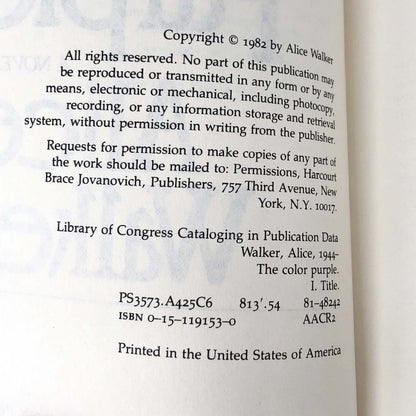 Copyright © 1982 by Alice Walker
All rights reserved. No part of this publication may
be reproduced or transmitted in any form or by any
means, electronic or mechanical, including photocopy,
recording, or any information storage and retrieval
system, without permission in writing from the publisher.
Requests for permission to make copies of any part of
the work should be mailed to: Permissions, Harcourt
Brace Jovanovich, Publishers, 757 Third Avenue, New
York, N.Y. 10017.
Library of Congress Cataloging in Publication Data
Walker, Alice, 1944–
The color purple.
I. Title.
PS3573.A425C6 813'.54 81-48242
ISBN 0-15-119153-0 AACR2
Printed in the United States of America